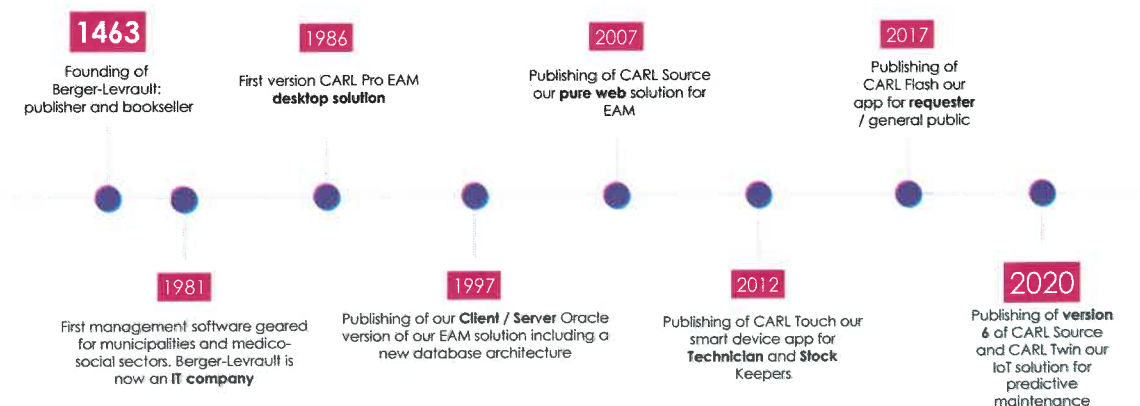 1463
Founding of
Berger-Levrault:
publisher and bookseller
1981
First management software geared
for municipalities and medico-
social sectors. Berger-Levrault is
now an IT company
1986
First version CARL Pro EAM
desktop solution
1997
Publishing of our Client / Server Oracle
version of our EAM solution including a
new database architecture
2007
Publishing of CARL Source
our pure web solution for
EAM
2012
Publishing of CARL Touch our
smart device app for
Technician and Stock
Keepers
2017
Publishing of
CARL Flash our
app for requester
/ general public
2020
Publishing of version
6 of CARL Source
and CARL Twin our
IoT solution for
predictive
maintenance